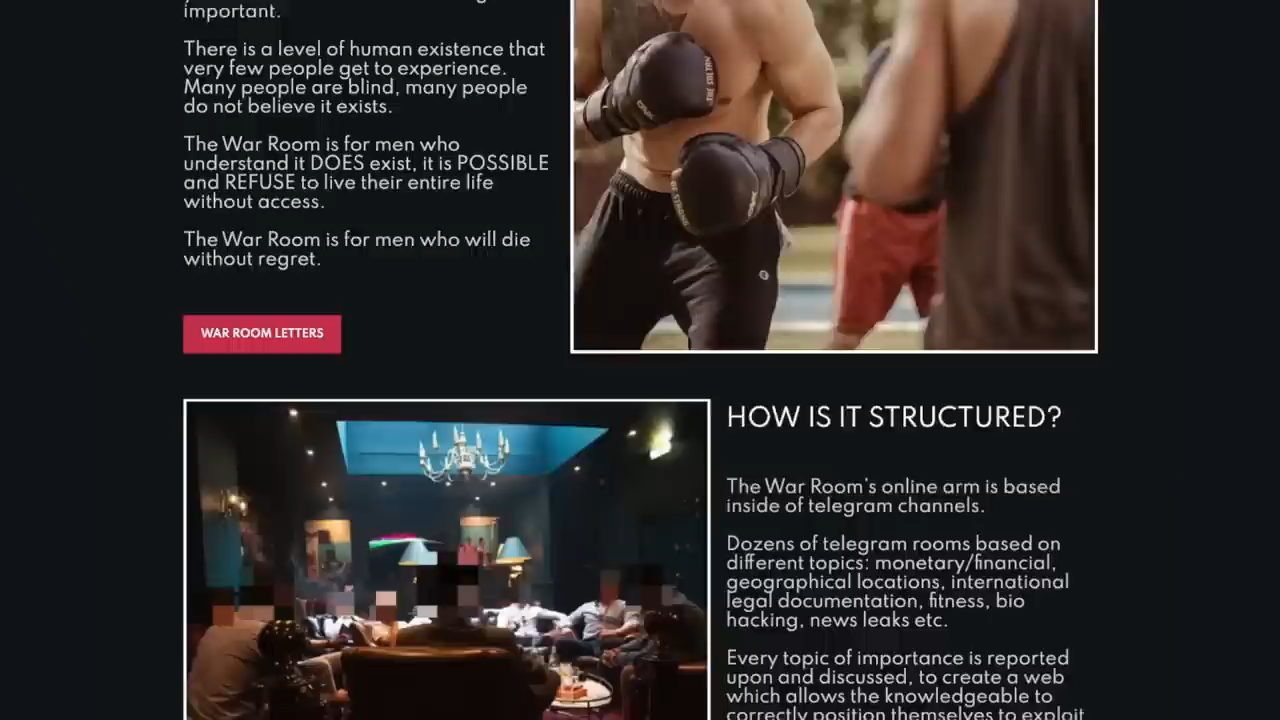 important.
There is a level of human existence that
very few people get to experience.
Many people are blind, many people
do not believe it exists.
The War Room is for men who
understand it DOES exist, it is POSSIBLE
and REFUSE to live their entire life
without access.
The War Room is for men who will die
without regret.
WAR ROOM LETTERS
HOW IS IT STRUCTURED?
The War Room's online arm is based
inside of telegram channels.
Dozens of telegram rooms based on
different topics: monetary/financial,
geographical locations, international
legal documentation, fitness, bio
hacking, news leaks etc.
Every topic of importance is reported
upon and discussed, to create a web
which allows the knowledgeable to
correctly position themselves to exploit